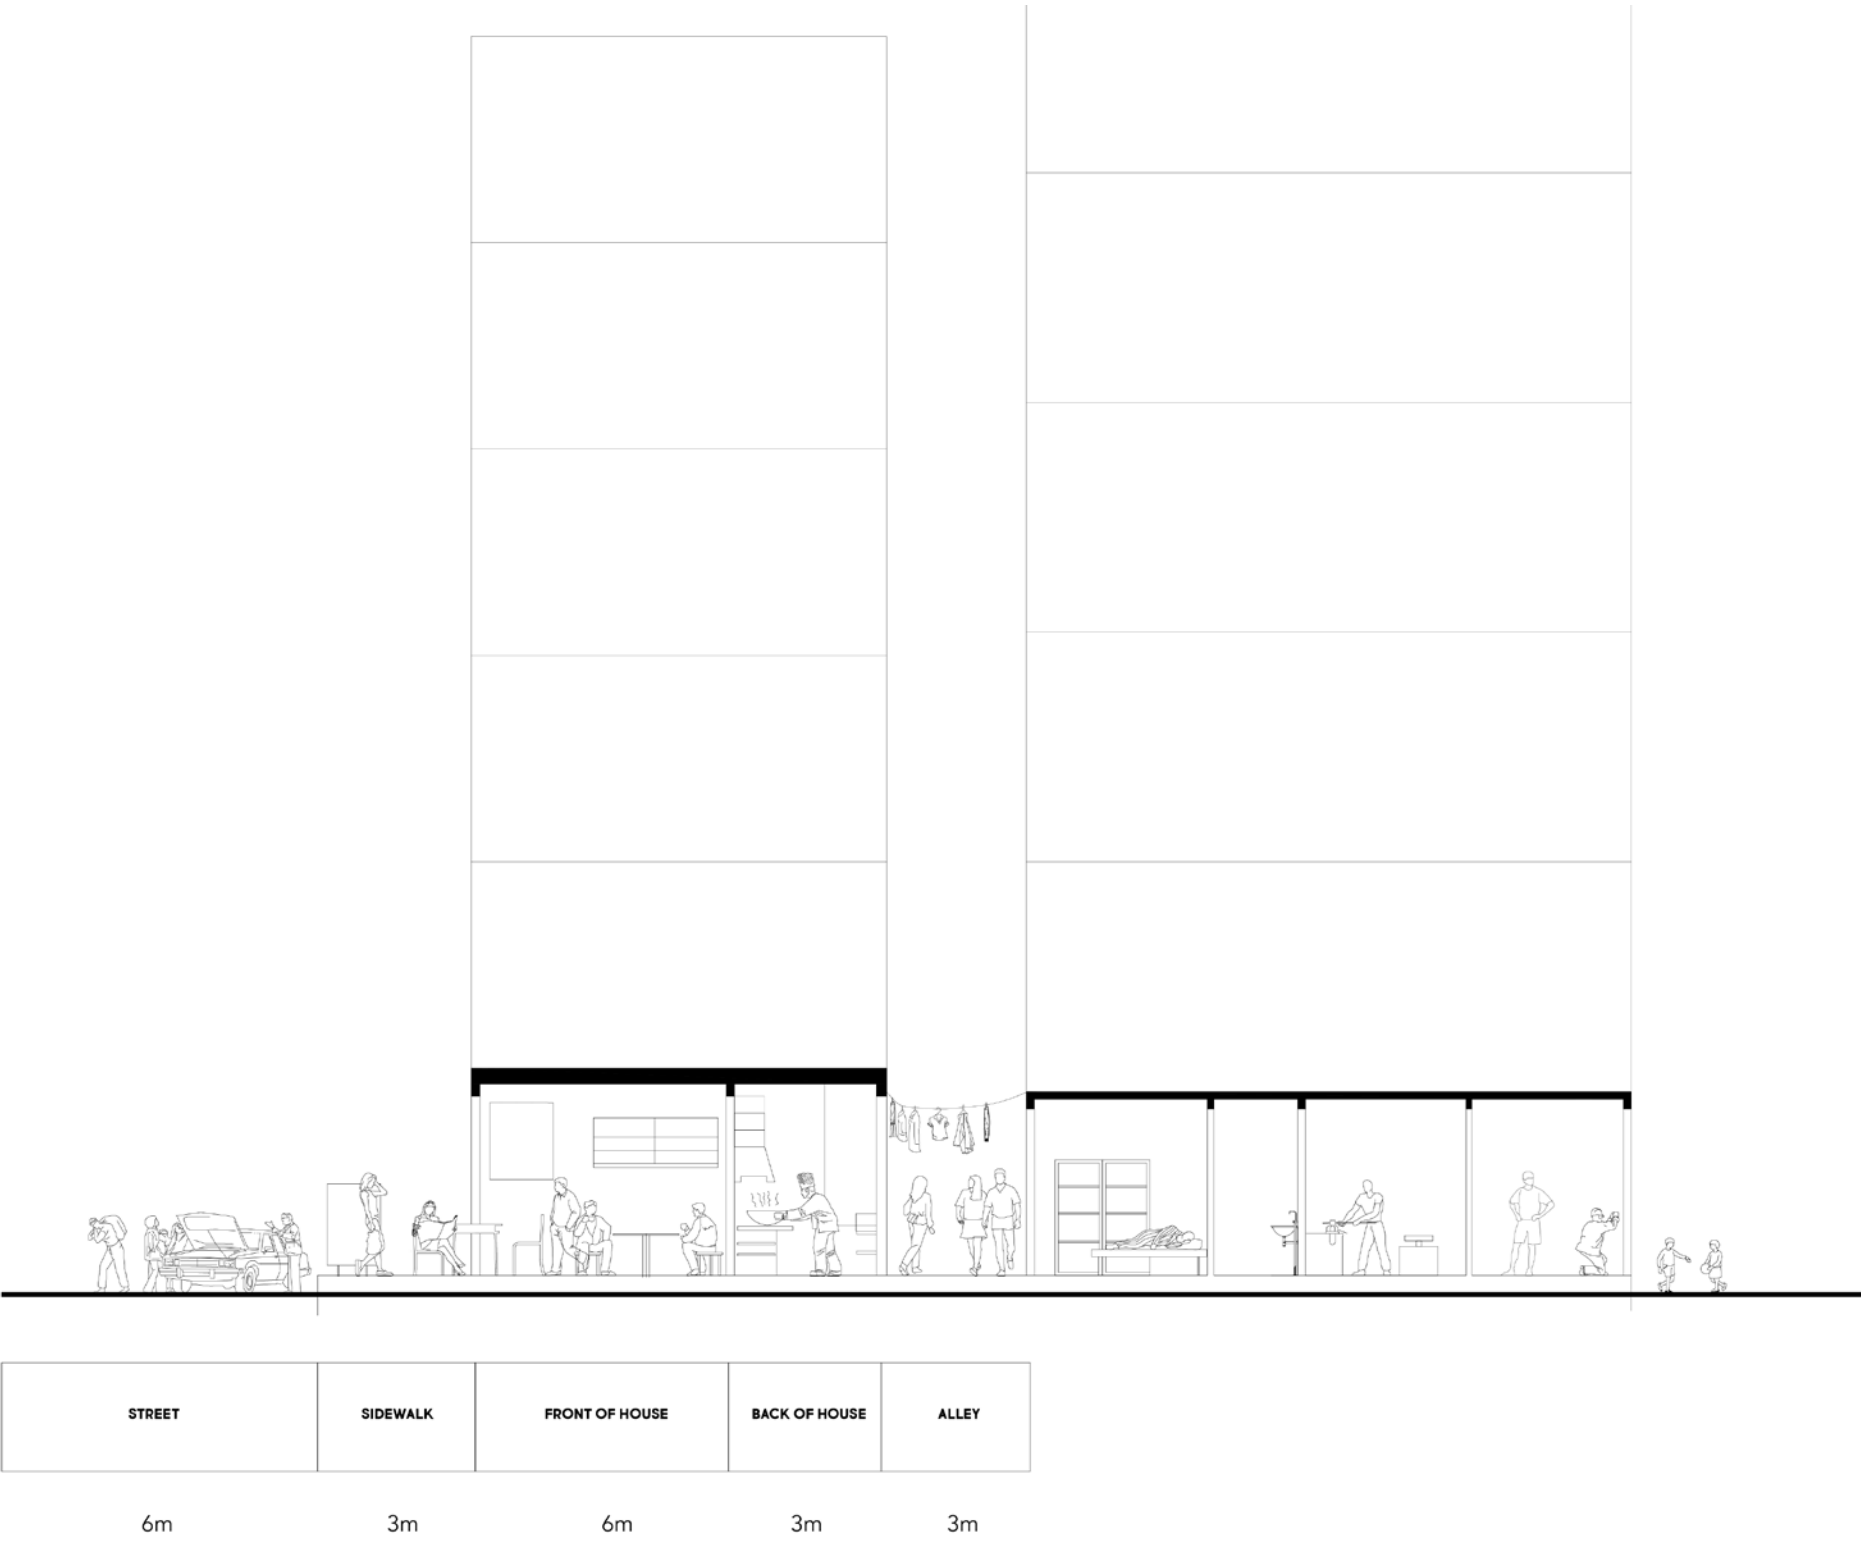 STREET
SIDEWALK
FRONT OF HOUSE
BACK OF HOUSE
ALLEY
6m
3m
6m
3m
3m